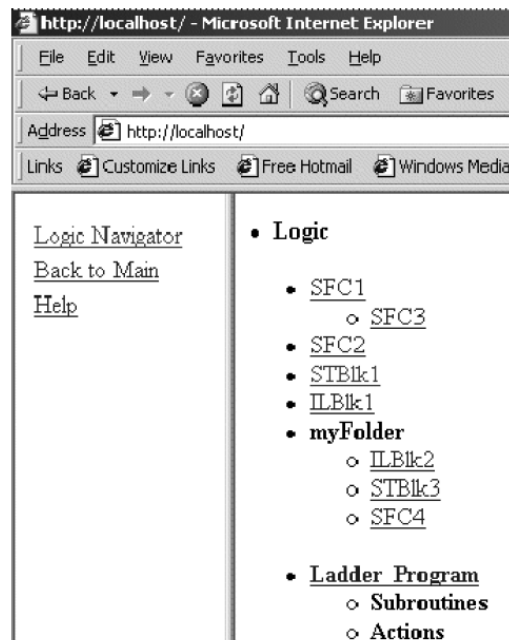 http://localhost/ - Microsoft Internet Explorer
File Edit View Favorites Tools Help
Back Search Favorites
Address http://localhost/
Links Customize Links Free Hotmail Windows Media
Logic Navigator
Back to Main
Help
Logic
SFC1
SFC3
SFC2
STBlk1
ILBlk1
myFolder
ILBlk2
STBlk3
SFC4
Ladder Program
Subroutines
Actions